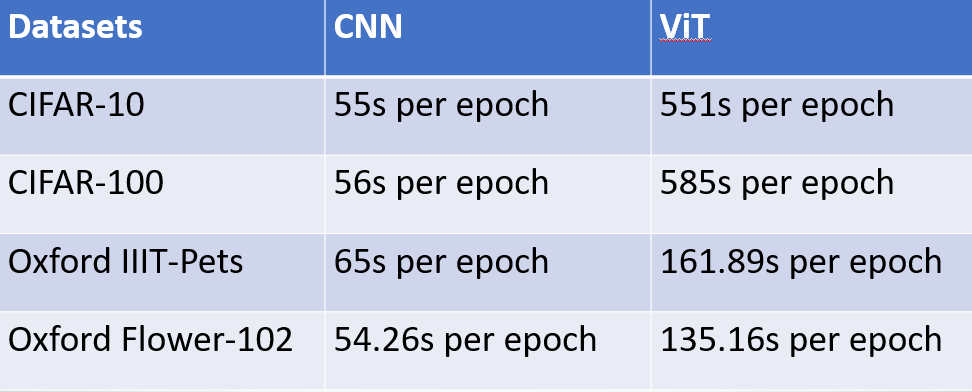 Datasets CNN ViT
CIFAR-10 55s per epoch 551s per epoch
CIFAR-100 56s per epoch 585s per epoch
Oxford IIIT-Pets 65s per epoch 161.89s per epoch
Oxford Flower-102 54.26s per epoch 135.16s per epoch